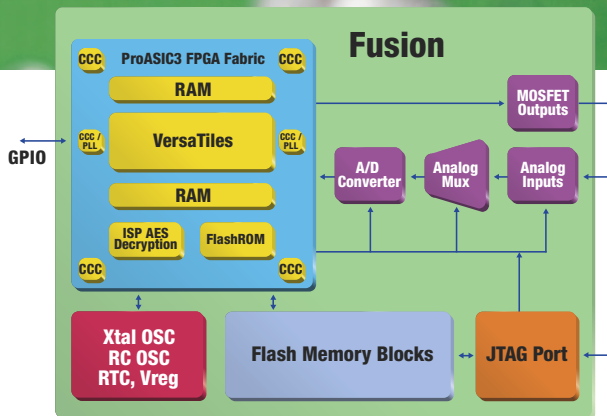 Fusion
CCC
ProASIC3 FPGA Fabric
CCC
RAM
CCC /
PLL
VersaTiles
CCC /
PLL
RAM
ISP AES
Decryption
FlashROM
CCC
CCC
GPIO
MOSFET
Outputs
A/D
Converter
Analog
Mux
Analog
Inputs
Xtal OSC
RC OSC
RTC, Vreg
Flash Memory Blocks
JTAG Port